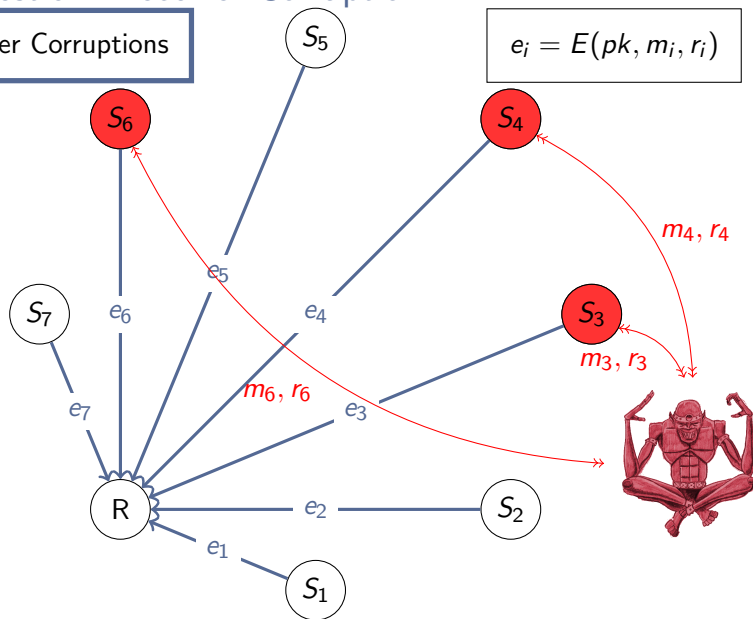 er Corruptions
S₅
eᵢ = E(pk, mᵢ, rᵢ)
S₆
S₄
m₄, r₄
e₅
S₇
e₆
e₄
S₃
m₃, r₃
m₆, r₆
e₇
e₃
R
e₂
S₂
e₁
S₁